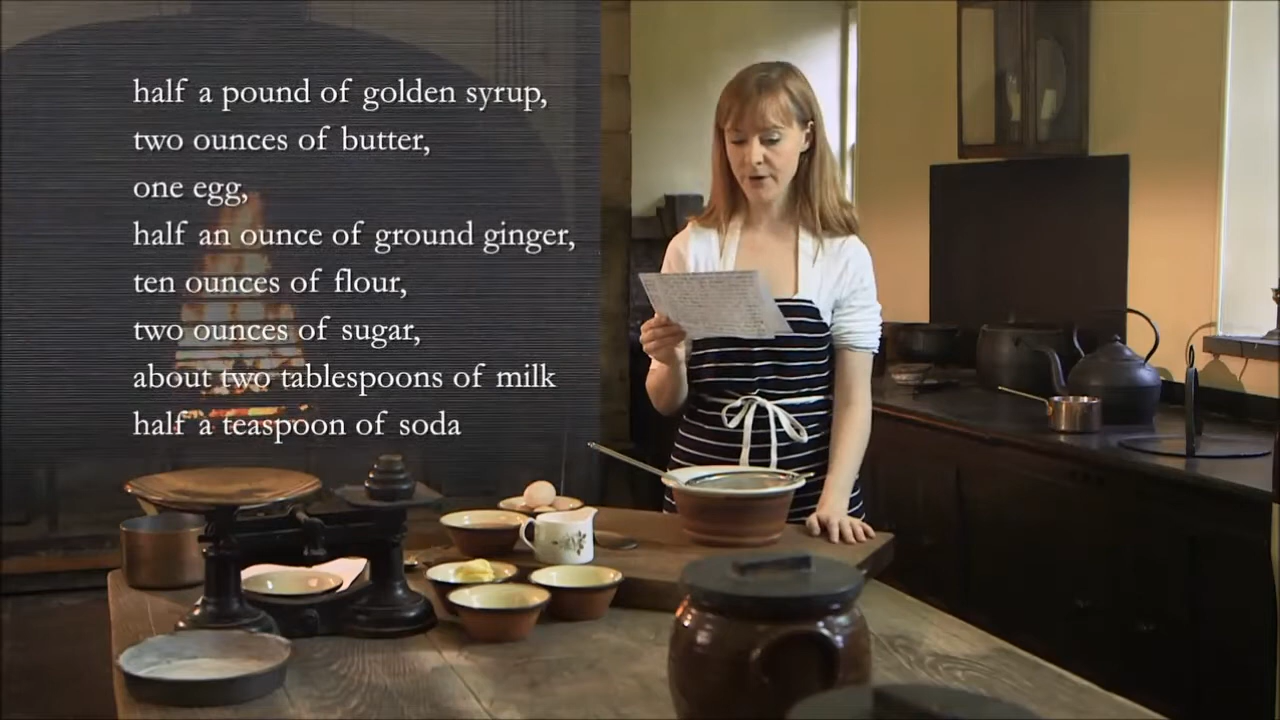 half a pound of golden syrup,
two ounces of butter,
one egg,
half an ounce of ground ginger,
ten ounces of flour,
two ounces of sugar,
about two tablespoons of milk
half a teaspoon of soda